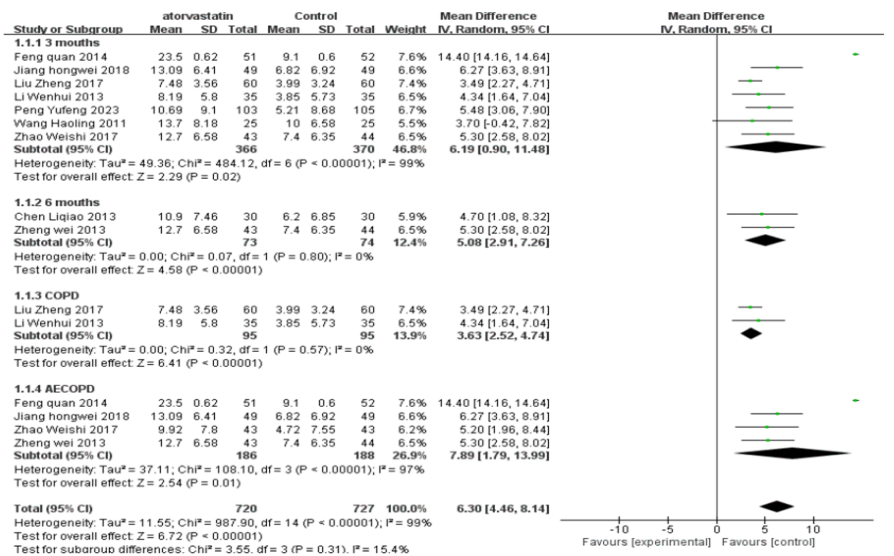 atorvastatin Control Mean Difference Mean Difference
Study or Subgroup Mean SD Total Mean SD Total Weight IV, Random, 95% CI IV, Random, 95% CI
1.1.1 3 mouths
Feng quan 2014 23.5 0.62 51 9.1 0.6 52 7.6% 14.40 [14.16, 14.64]
Jiang hongwei 2018 13.09 6.41 49 6.82 6.92 49 6.6% 6.27 [3.63, 8.91]
Liu Zheng 2017 7.48 3.56 60 3.99 3.24 60 7.4% 3.49 [2.27, 4.71]
Li Wenhui 2013 8.19 5.8 35 3.85 5.73 35 6.5% 4.34 [1.64, 7.04]
Peng Yufeng 2023 10.69 9.1 103 5.21 8.68 105 6.7% 5.48 [3.06, 7.90]
Wang Haoling 2011 13.7 8.18 25 10 6.58 25 5.5% 3.70 [-0.42, 7.82]
Zhao Weishi 2017 12.7 6.58 43 7.4 6.35 44 6.5% 5.30 [2.58, 8.02]
Subtotal (95% CI) 366 370 46.8% 6.19 [0.90, 11.48]
Heterogeneity: Tau² = 49.36; Chi² = 484.12, df = 6 (P < 0.00001); I² = 99%
Test for overall effect: Z = 2.29 (P = 0.02)
1.1.2 6 mouths
Chen Liqiao 2013 10.9 7.46 30 6.2 6.85 30 5.9% 4.70 [1.08, 8.32]
Zheng wei 2013 12.7 6.58 43 7.4 6.35 44 6.5% 5.30 [2.58, 8.02]
Subtotal (95% CI) 73 74 12.4% 5.08 [2.91, 7.26]
Heterogeneity: Tau² = 0.00; Chi² = 0.07, df = 1 (P = 0.80); I² = 0%
Test for overall effect: Z = 4.58 (P < 0.00001)
1.1.3 COPD
Liu Zheng 2017 7.48 3.56 60 3.99 3.24 60 7.4% 3.49 [2.27, 4.71]
Li Wenhui 2013 8.19 5.8 35 3.85 5.73 35 6.5% 4.34 [1.64, 7.04]
Subtotal (95% CI) 95 95 13.9% 3.63 [2.52, 4.74]
Heterogeneity: Tau² = 0.00; Chi² = 0.32, df = 1 (P = 0.57); I² = 0%
Test for overall effect: Z = 6.41 (P < 0.00001)
1.1.4 AECOPD
Feng quan 2014 23.5 0.62 51 9.1 0.6 52 7.6% 14.40 [14.16, 14.64]
Jiang hongwei 2018 13.09 6.41 49 6.82 6.92 49 6.6% 6.27 [3.63, 8.91]
Zhao Weishi 2017 9.92 7.8 43 4.72 7.55 43 6.2% 5.20 [1.96, 8.44]
Zheng wei 2013 12.7 6.58 43 7.4 6.35 44 6.5% 5.30 [2.58, 8.02]
Subtotal (95% CI) 186 188 26.9% 7.89 [1.79, 13.99]
Heterogeneity: Tau² = 37.11; Chi² = 108.10, df = 3 (P < 0.00001); I² = 97%
Test for overall effect: Z = 2.54 (P = 0.01)
Total (95% CI) 720 727 100.0% 6.30 [4.46, 8.14]
Heterogeneity: Tau² = 11.55; Chi² = 987.90, df = 14 (P < 0.00001); I² = 99%
Test for overall effect: Z = 6.72 (P < 0.00001)
Test for subgroup differences: Chi² = 3.55, df = 3 (P = 0.31), I² = 15.4%
-10 -5 0 5 10
Favours [experimental] Favours [control]